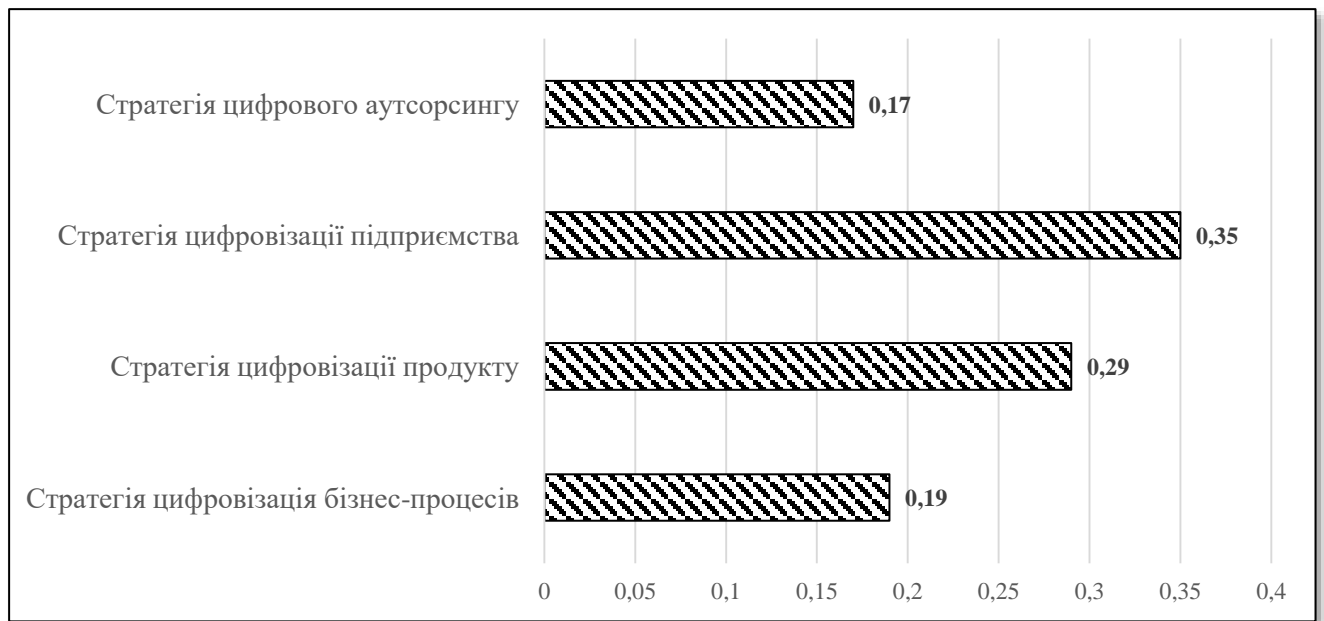 Стратегія цифрового аутсорсингу
0,17
Стратегія цифровізації підприємства
0,35
Стратегія цифровізації продукту
0,29
Стратегія цифровізація бізнес-процесів
0,19
0 0,05 0,1 0,15 0,2 0,25 0,3 0,35 0,4